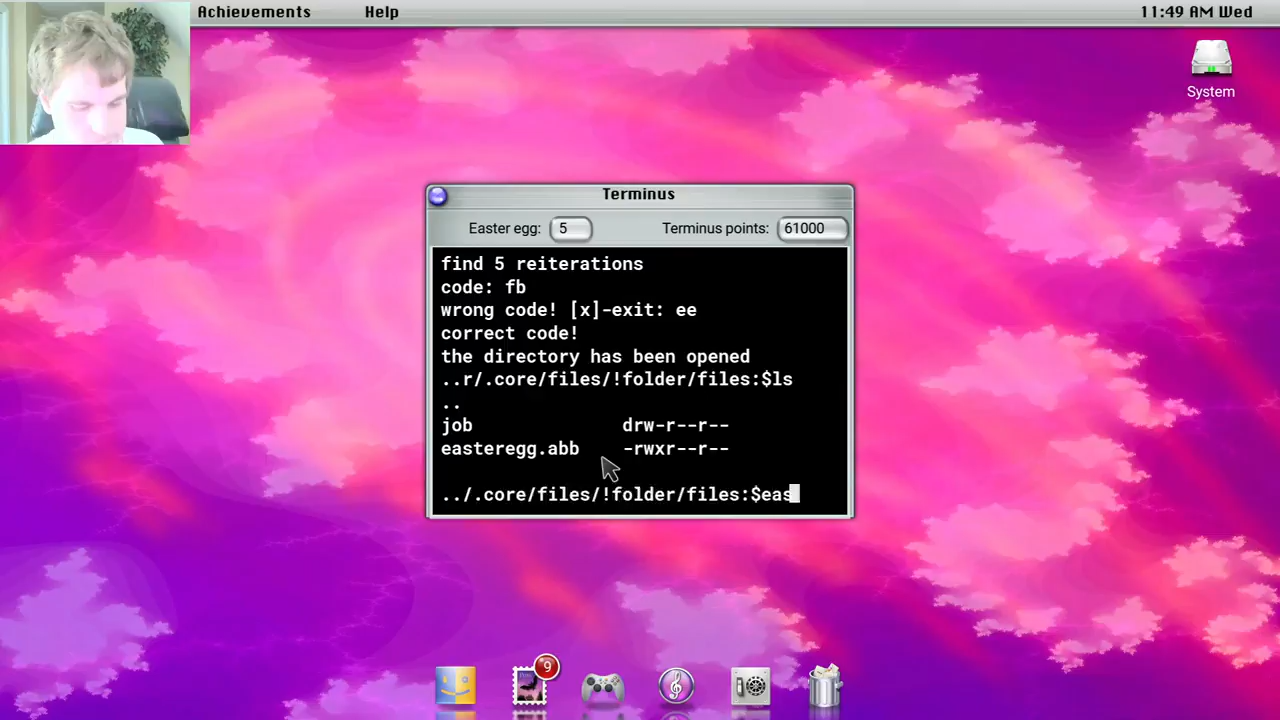 Achievements Help 11:49 AM Wed
System
Terminus
Easter egg: 5 Terminus points: 61000
find 5 reiterations
code: fb
wrong code! [x]-exit: ee
correct code!
the directory has been opened
..r/.core/files/!folder/files:$ls
..
job drw-r--r--
easteregg.abb -rwxr--r--
../.core/files/!folder/files:$eas
9